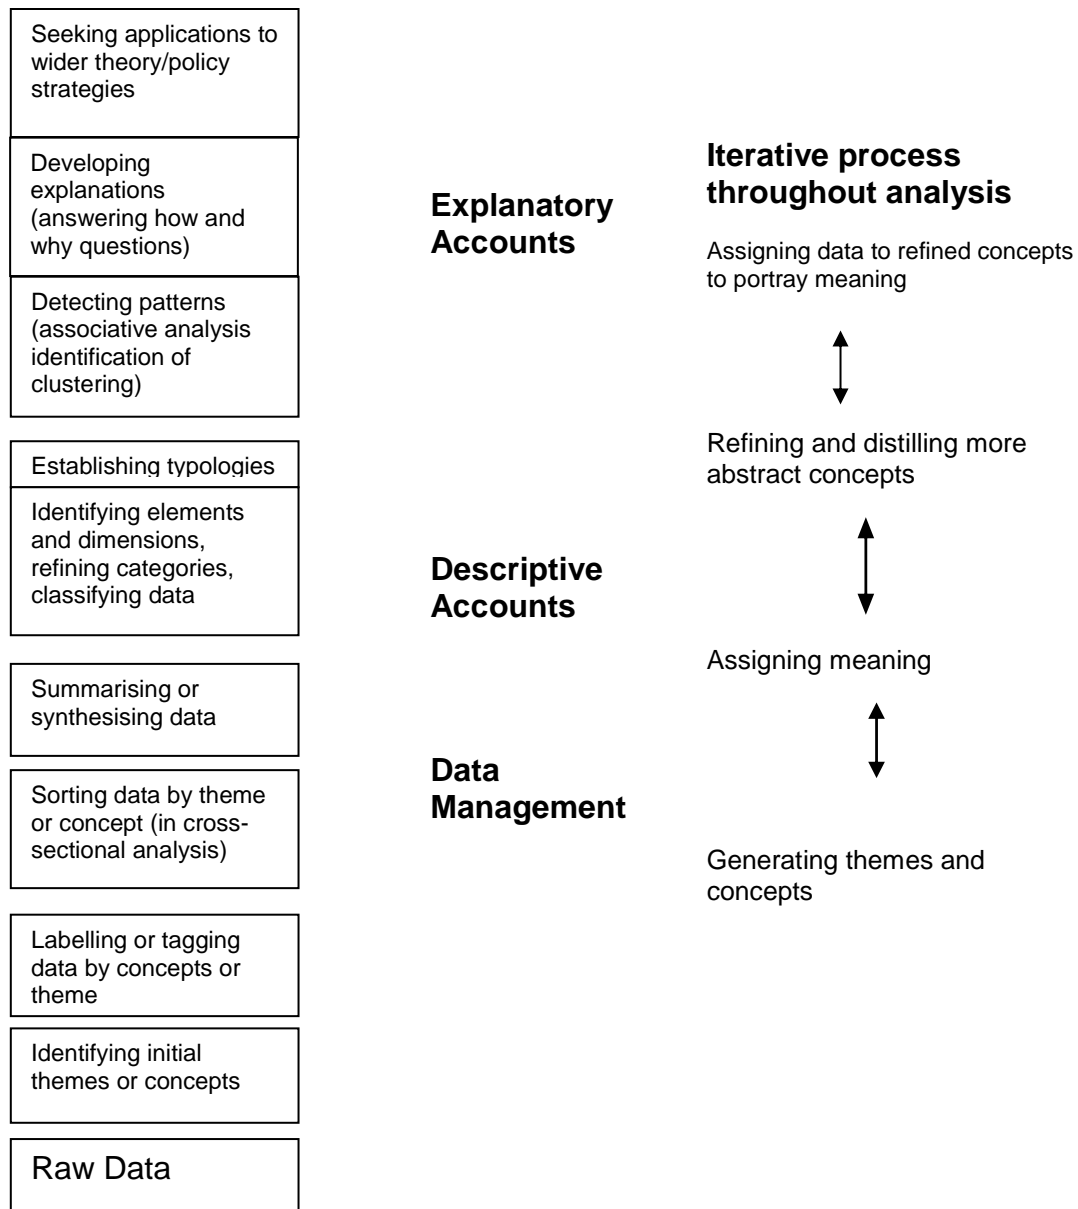 Seeking applications to
wider theory/policy
strategies
Developing
explanations
(answering how and
why questions)
Detecting patterns
(associative analysis
identification of
clustering)
Establishing typologies
Identifying elements
and dimensions,
refining categories,
classifying data
Summarising or
synthesising data
Sorting data by theme
or concept (in cross-
sectional analysis)
Labelling or tagging
data by concepts or
theme
Identifying initial
themes or concepts
Raw Data
Explanatory
Accounts
Descriptive
Accounts
Data
Management
Iterative process
throughout analysis
Assigning data to refined concepts
to portray meaning
Refining and distilling more
abstract concepts
Assigning meaning
Generating themes and
concepts